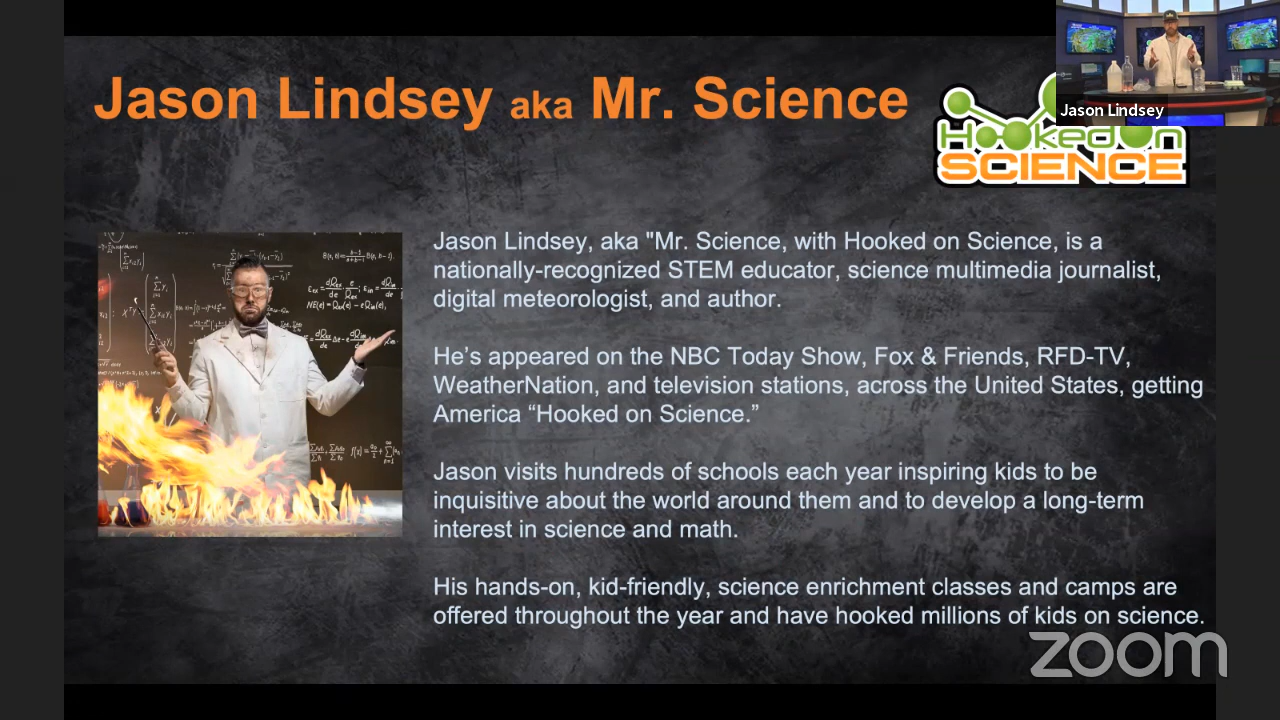 Jason Lindsey aka Mr. Science
Jason Lindsey
Hooked On
SCIENCE
Jason Lindsey, aka "Mr. Science, with Hooked on Science, is a
nationally-recognized STEM educator, science multimedia journalist,
digital meteorologist, and author.
He’s appeared on the NBC Today Show, Fox & Friends, RFD-TV,
WeatherNation, and television stations, across the United States, getting
America “Hooked on Science.”
Jason visits hundreds of schools each year inspiring kids to be
inquisitive about the world around them and to develop a long-term
interest in science and math.
His hands-on, kid-friendly, science enrichment classes and camps are
offered throughout the year and have hooked millions of kids on science.
zoom